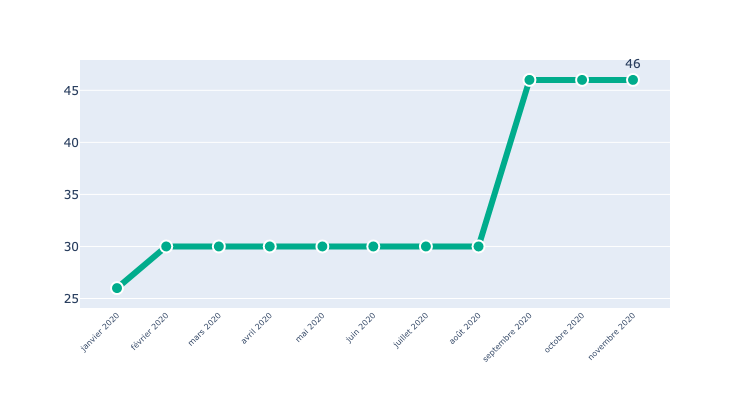 46
45
40
35
30
25
janvier 2020
février 2020
mars 2020
avril 2020
mai 2020
juin 2020
juillet 2020
août 2020
septembre 2020
octobre 2020
novembre 2020